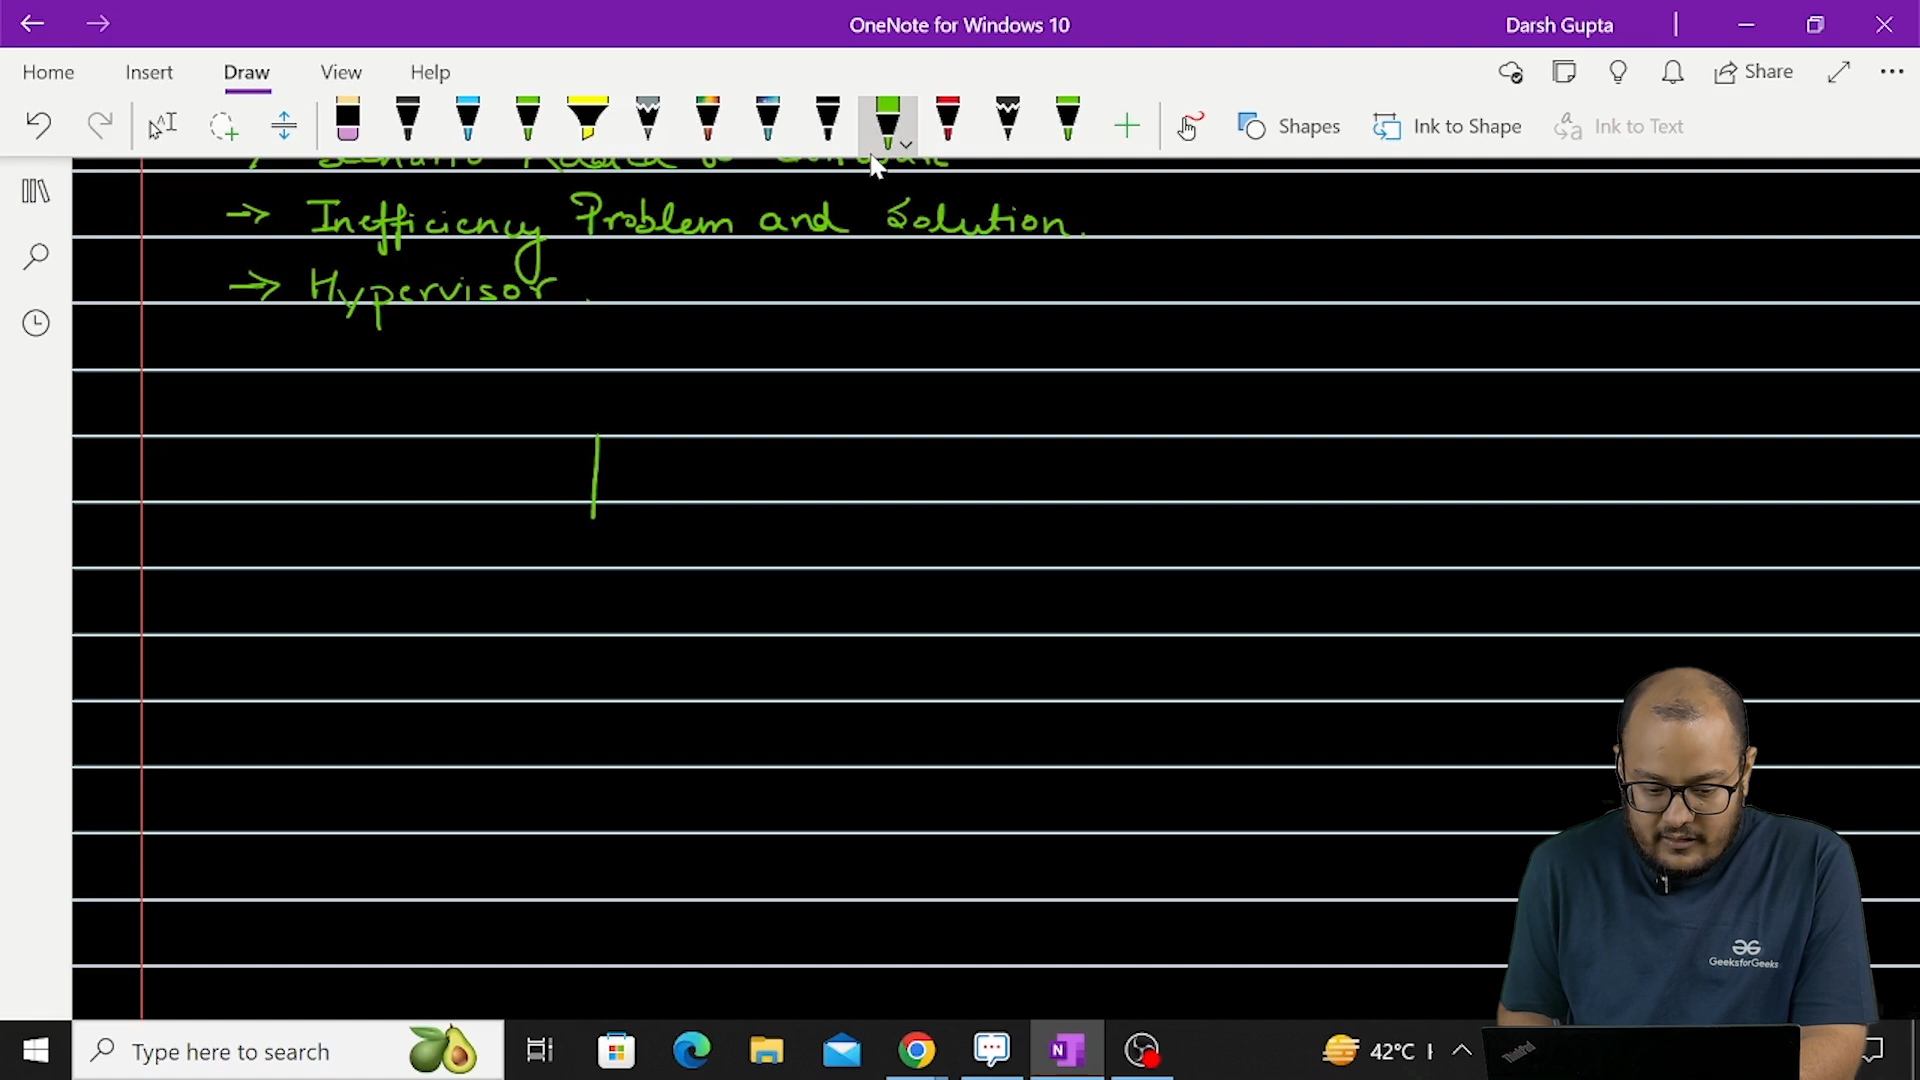 OneNote for Windows 10
Darsh Gupta
Home Insert Draw View Help
Share
Shapes
Ink to Shape
Ink to Text
→ Inefficiency Problem and Solution.
→ Hypervisor.
GeeksforGeeks
ThinkPad
Type here to search
42°C